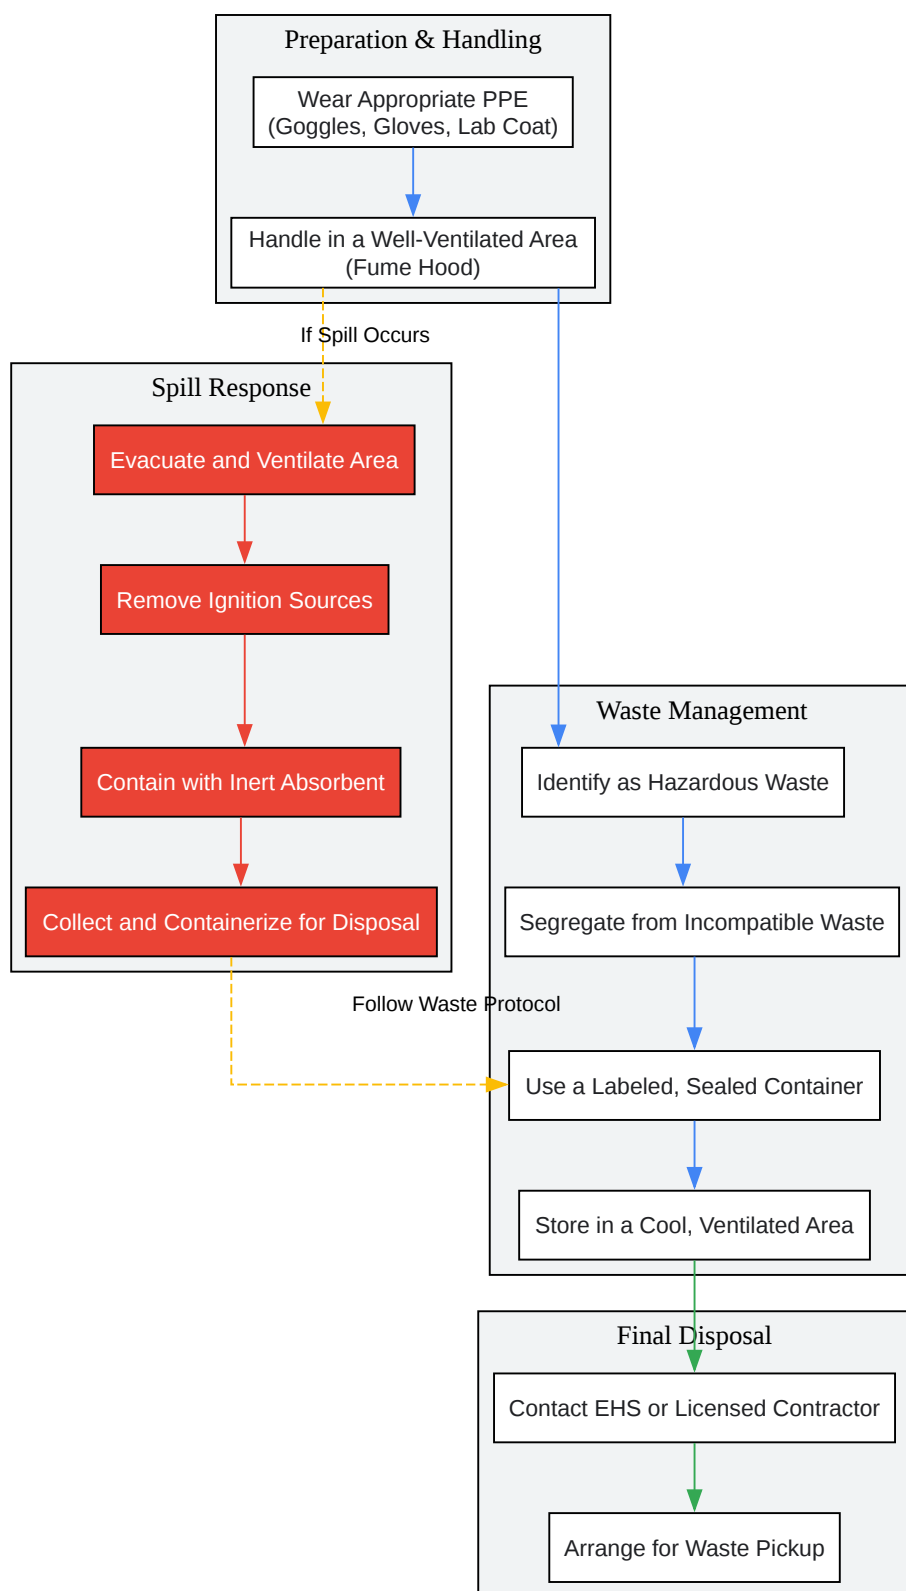 Preparation & Handling
Wear Appropriate PPE
(Goggles, Gloves, Lab Coat)
Handle in a Well-Ventilated Area
(Fume Hood)
If Spill Occurs
Spill Response
Evacuate and Ventilate Area
Remove Ignition Sources
Contain with Inert Absorbent
Collect and Containerize for Disposal
Follow Waste Protocol
Waste Management
Identify as Hazardous Waste
Segregate from Incompatible Waste
Use a Labeled, Sealed Container
Store in a Cool, Ventilated Area
Final Disposal
Contact EHS or Licensed Contractor
Arrange for Waste Pickup